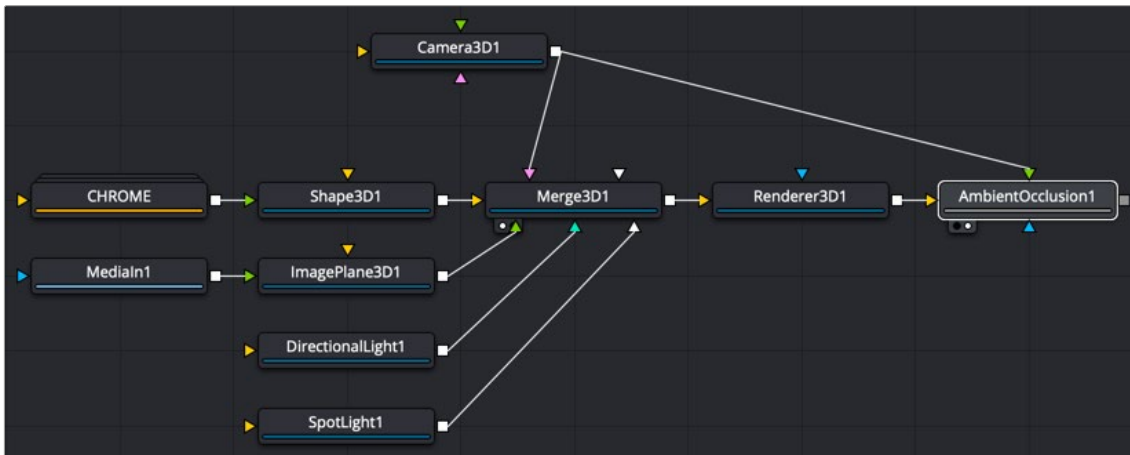 Camera3D1
CHROME
Shape3D1
Merge3D1
Renderer3D1
AmbientOcclusion1
MediaIn1
ImagePlane3D1
DirectionalLight1
SpotLight1